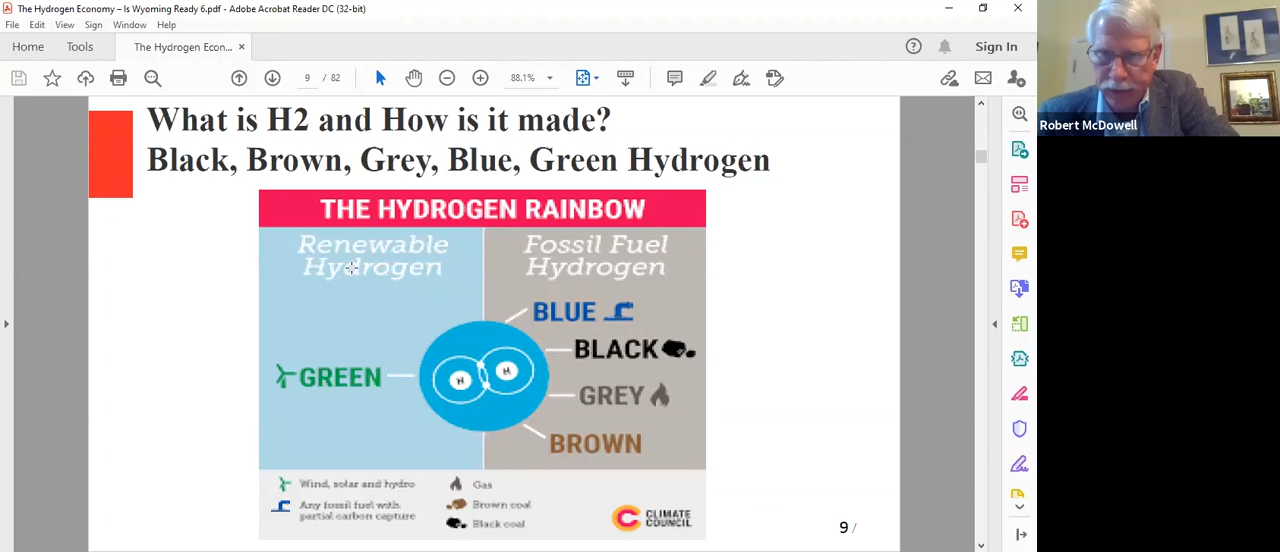 The Hydrogen Economy – Is Wyoming Ready 6.pdf - Adobe Acrobat Reader DC (32-bit)
File Edit View Sign Window Help
Home Tools The Hydrogen Econ... ×
Sign In
9 / 82
88.1%
What is H2 and How is it made?
Black, Brown, Grey, Blue, Green Hydrogen
THE HYDROGEN RAINBOW
Renewable Hydrogen
Fossil Fuel Hydrogen
BLUE
BLACK
GREEN
H H
GREY
BROWN
Wind, solar and hydro
Any fossil fuel with
partial carbon capture
Gas
Brown coal
Black coal
CLIMATE
COUNCIL
9 /
Robert McDowell